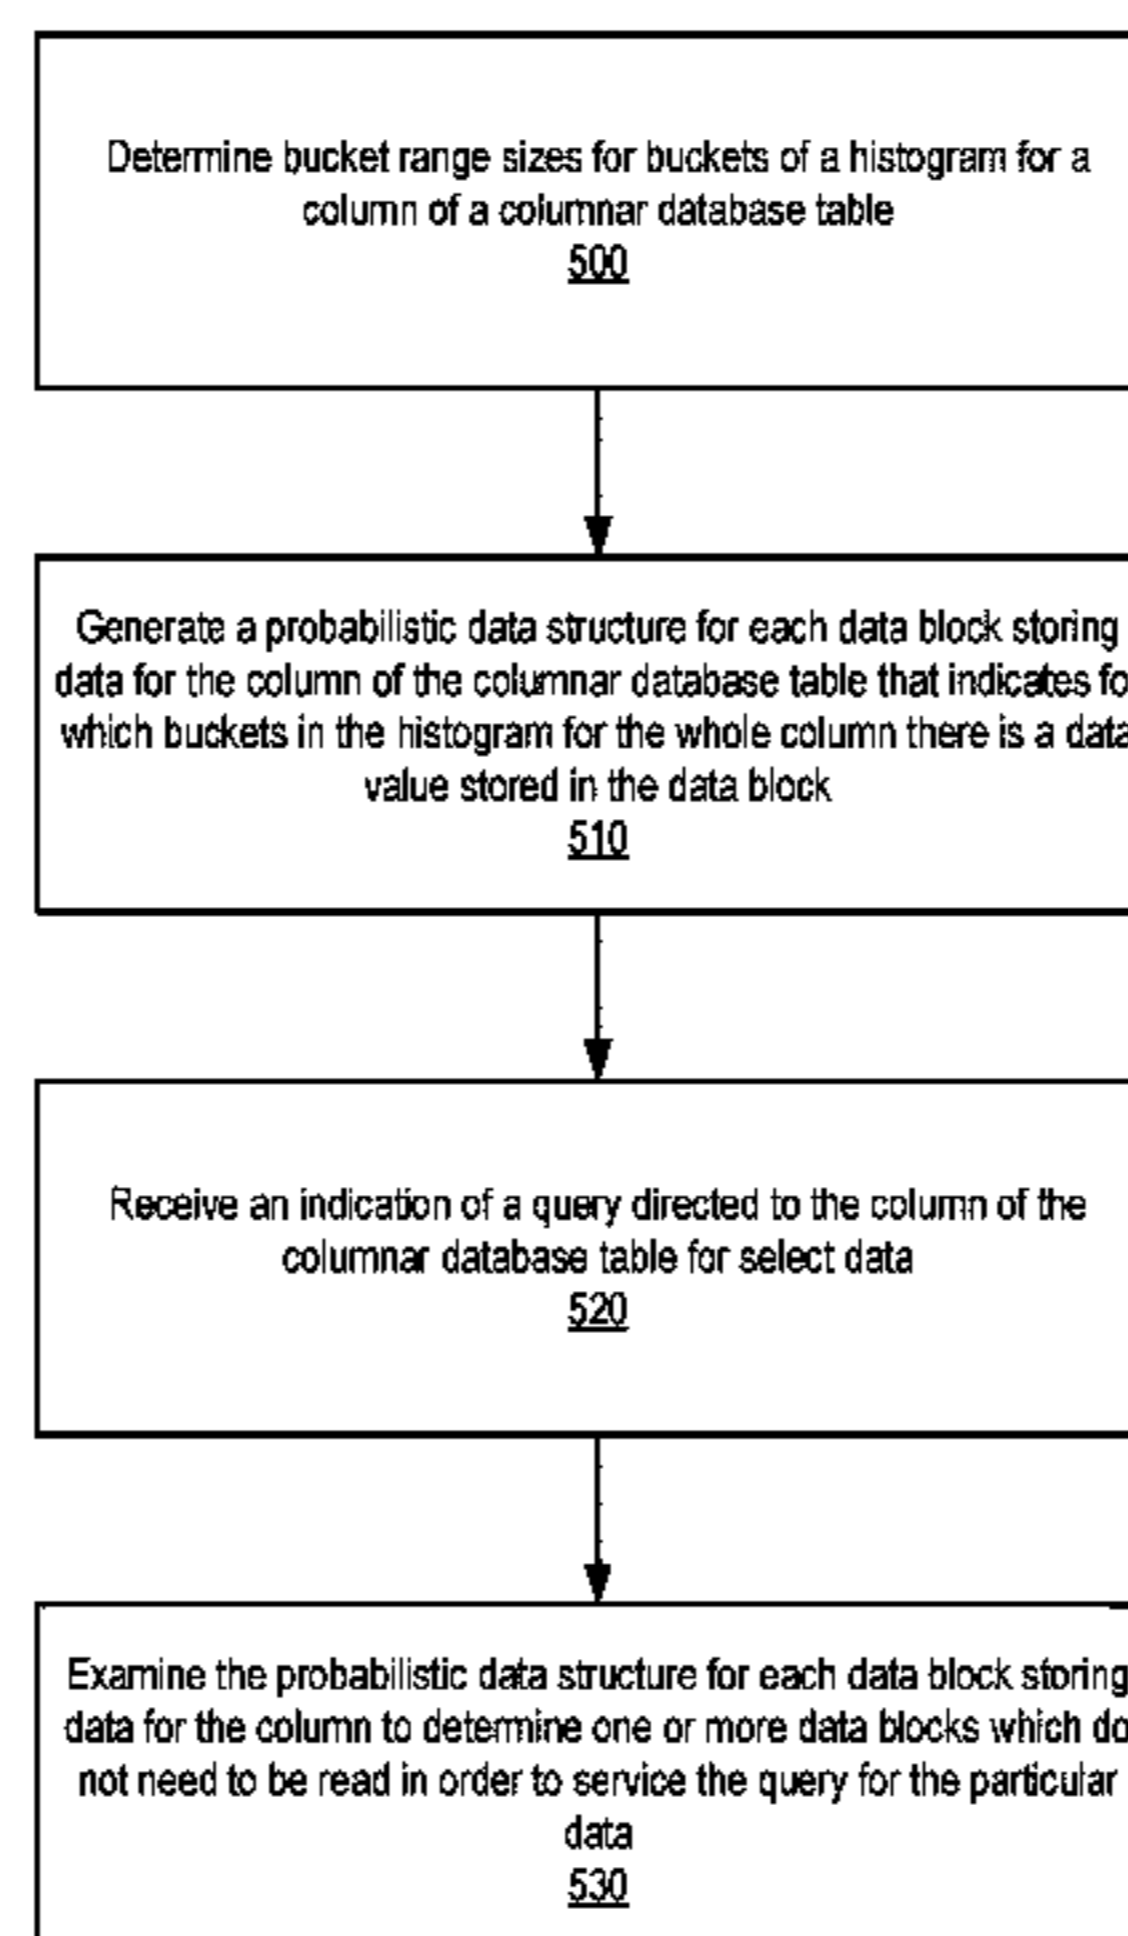 Determine bucket range sizes for buckets of a histogram for a
column of a columnar database table
500
Generate a probabilistic data structure for each data block storing
data for the column of the columnar database table that indicates fo
which buckets in the histogram for the whole column there is a data
value stored in the data block
510
Receive an indication of a query directed to the column of the
columnar database table for select data
520
Examine the probabilistic data structure for each data block storing
data for the column to determine one or more data blocks which do
not need to be read in order to service the query for the particular
data
530